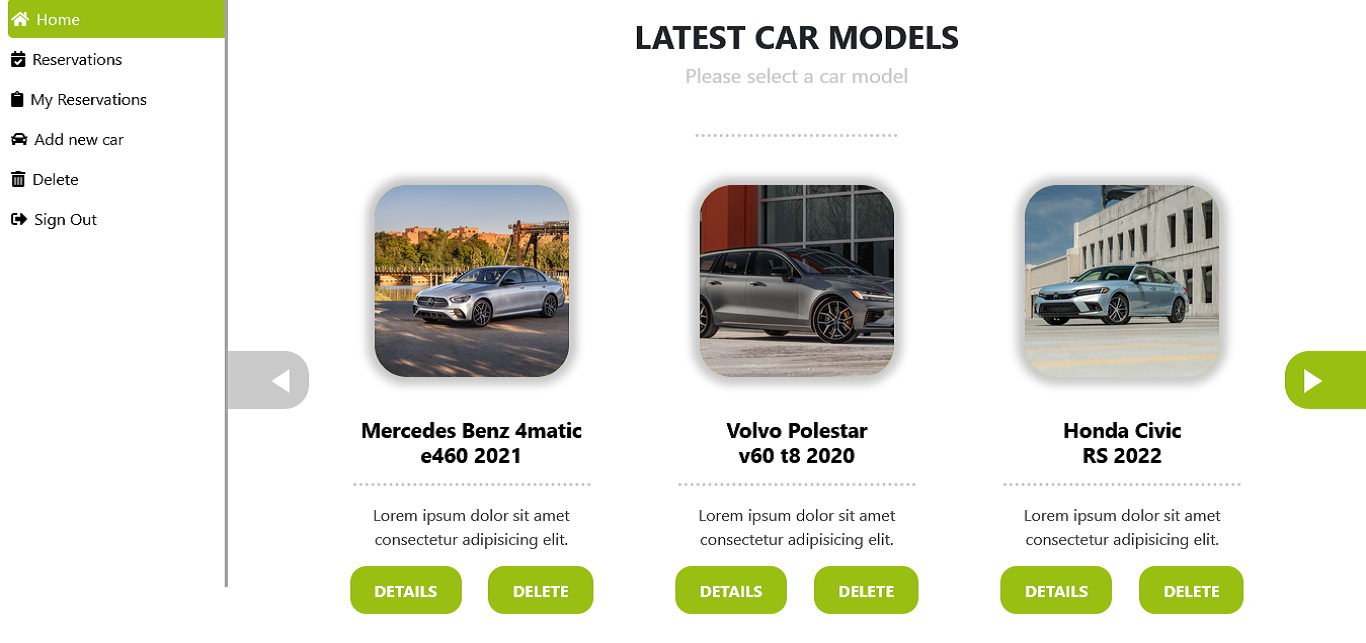 Home
Reservations
My Reservations
Add new car
Delete
Sign Out
LATEST CAR MODELS
Please select a car model
Mercedes Benz 4matic
e460 2021
Lorem ipsum dolor sit amet
consectetur adipisicing elit.
DETAILS DELETE
Volvo Polestar
v60 t8 2020
Lorem ipsum dolor sit amet
consectetur adipisicing elit.
DETAILS DELETE
Honda Civic
RS 2022
Lorem ipsum dolor sit amet
consectetur adipisicing elit.
DETAILS DELETE